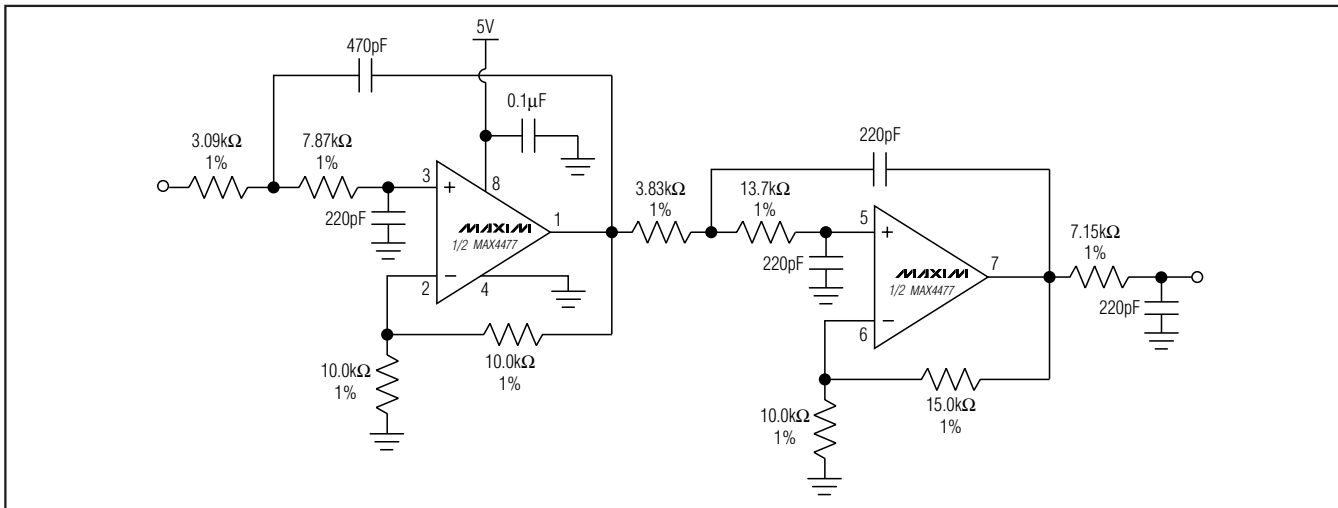 5V
470pF
0.1µF
3.09kΩ
1%
7.87kΩ
1%
3
+
8
220pF
MAXIM
1/2 MAX4477
1
2
−
4
10.0kΩ
1%
10.0kΩ
1%
3.83kΩ
1%
13.7kΩ
1%
220pF
220pF
5
+
MAXIM
1/2 MAX4477
7
6
−
7.15kΩ
1%
220pF
15.0kΩ
1%
10.0kΩ
1%